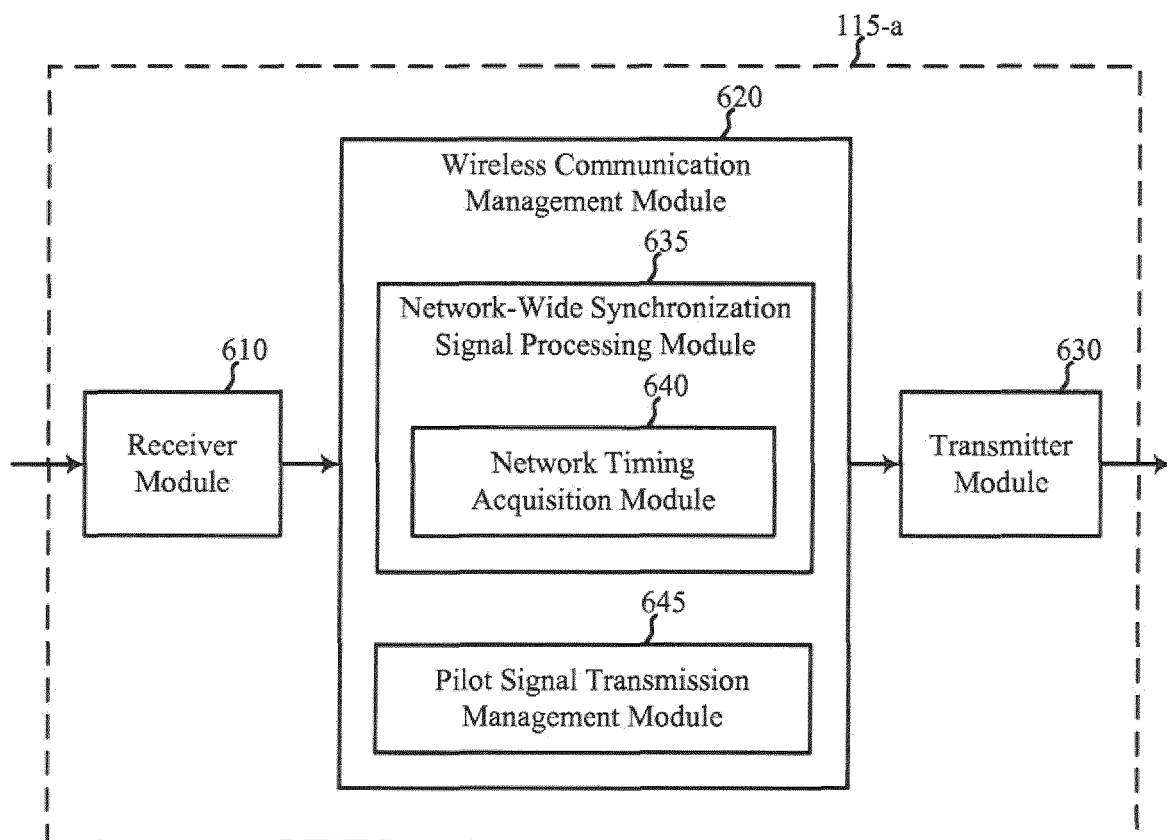 115-a
620
Wireless Communication
Management Module
635
Network-Wide Synchronization
Signal Processing Module
610
Receiver
Module
640
Network Timing
Acquisition Module
630
Transmitter
Module
645
Pilot Signal Transmission
Management Module